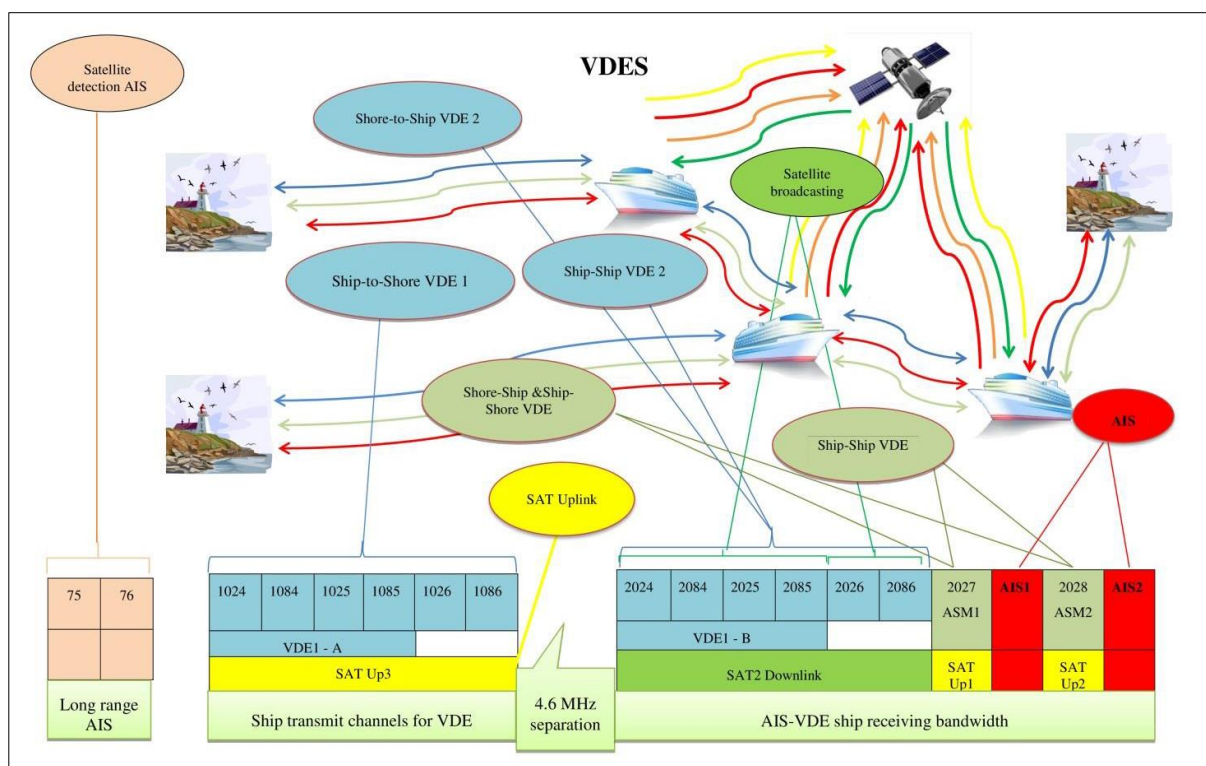 VDES
Satellite
detection AIS
Shore-to-Ship VDE 2
Satellite
broadcasting
Ship-to-Shore VDE 1
Ship-Ship VDE 2
Shore-Ship &Ship-
Shore VDE
Ship-Ship VDE
AIS
SAT Uplink
75 76
1024 1084 1025 1085 1026 1086
2024 2084 2025 2085 2026 2086 2027 AIS1 2028 AIS2
ASM1 ASM2
VDE1 - A
VDE1 - B
SAT Up3
SAT2 Downlink
SAT
Up1
SAT
Up2
Long range
AIS
Ship transmit channels for VDE
4.6 MHz
separation
AIS-VDE ship receiving bandwidth